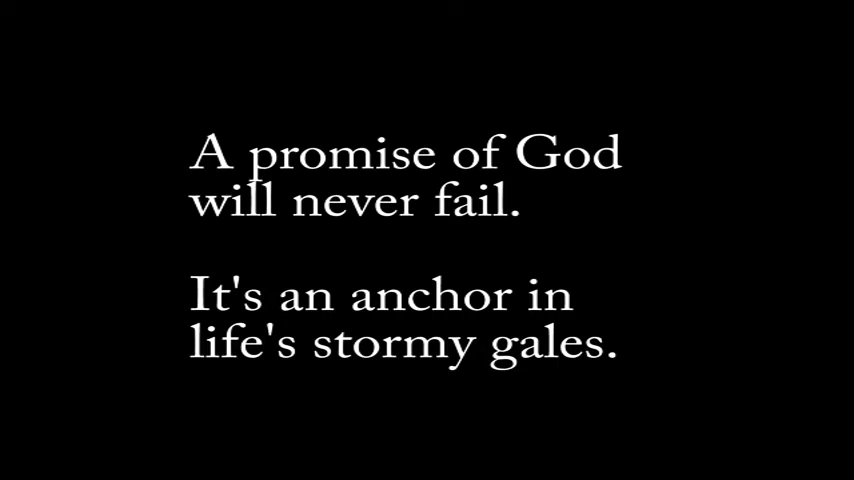 A promise of God
will never fail.
It's an anchor in
life's stormy gales.